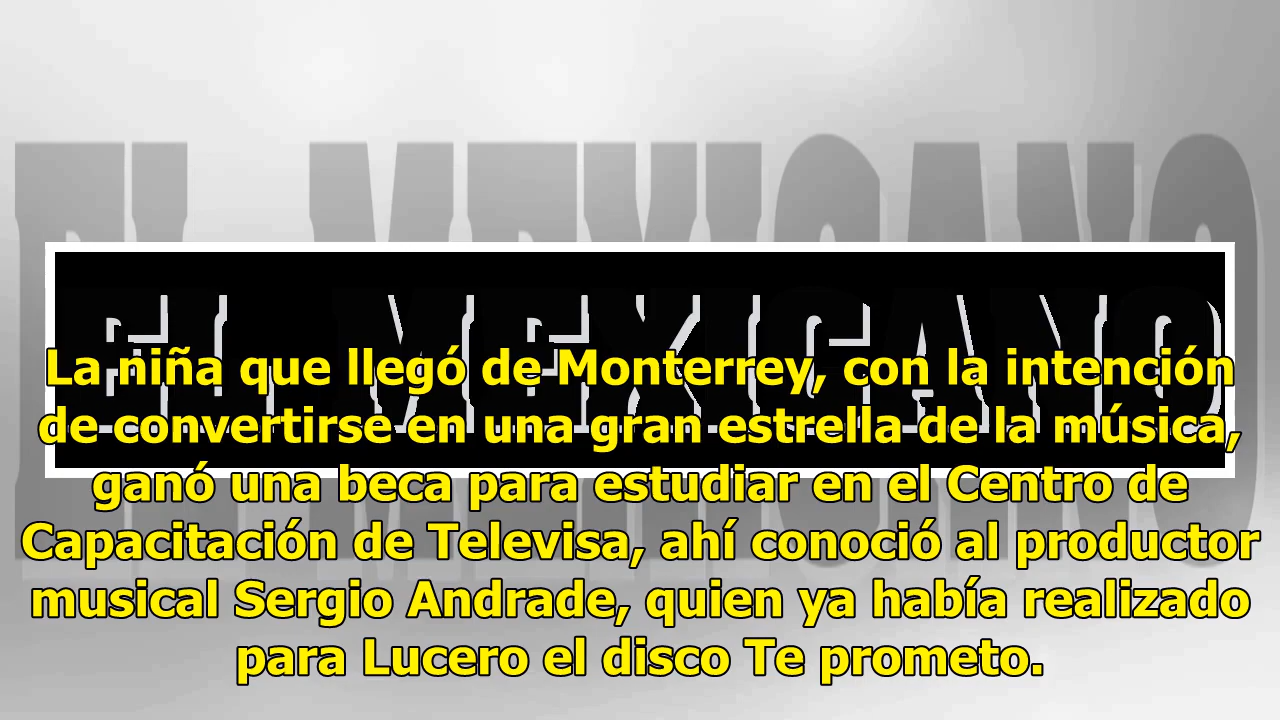 EL MEXICANO
EL MEXICANO
La niña que llegó de Monterrey, con la intención
de convertirse en una gran estrella de la música,
ganó una beca para estudiar en el Centro de
Capacitación de Televisa, ahí conoció al productor
musical Sergio Andrade, quien ya había realizado
para Lucero el disco Te prometo.